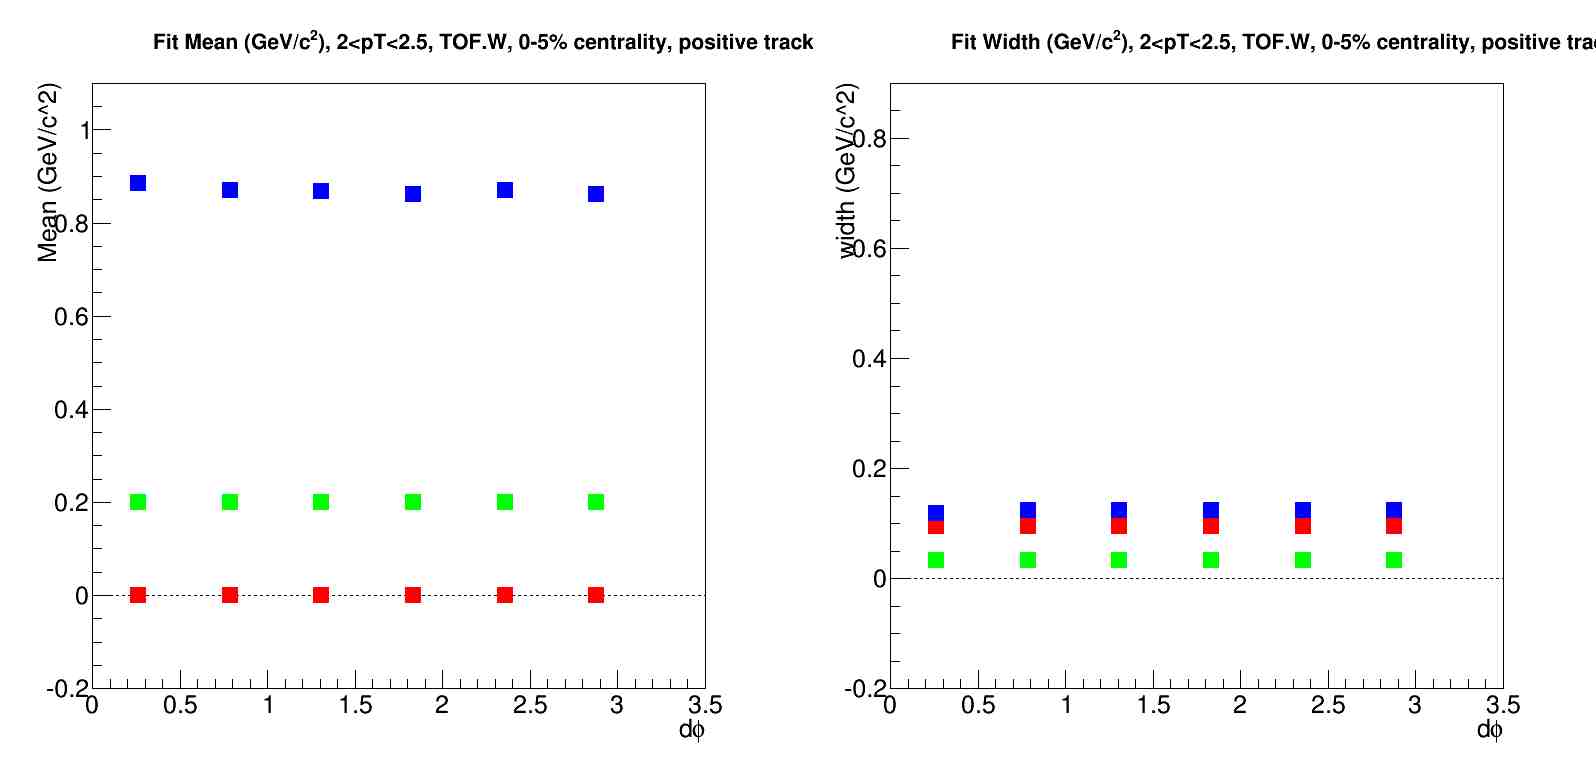 Fit Mean (GeV/c2), 2<pT<2.5, TOF.W, 0-5% centrality, positive track
Mean (GeV/c^2)
1
0.8
0.6
0.4
0.2
0
-0.2
0 0.5 1 1.5 2 2.5 3 3.5
dϕ
Fit Width (GeV/c2), 2<pT<2.5, TOF.W, 0-5% centrality, positive trac
width (GeV/c^2)
0.8
0.6
0.4
0.2
0
-0.2
0 0.5 1 1.5 2 2.5 3 3.5
dϕ